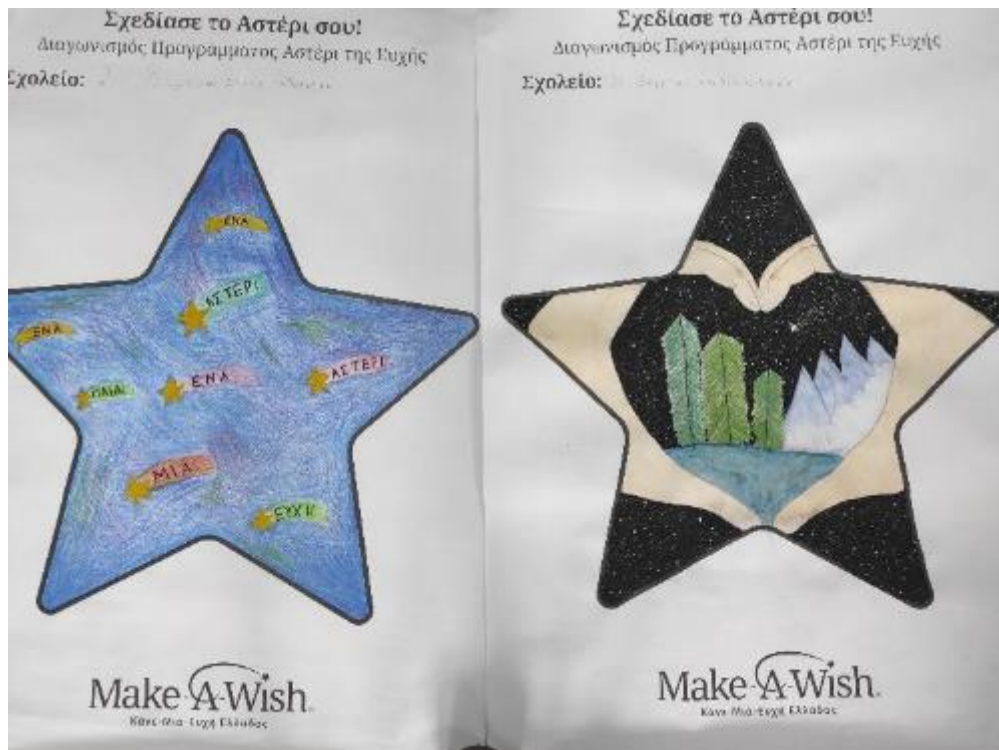 Σχεδίασε το Αστέρι σου!
Διαγωνισμός Προγράμματος Αστέρι της Ευχής
Σχολείο:
ΕΝΑ
ΑΣΤΕΡΙ
ΕΝΑ
ΕΝΑ
ΑΣΤΕΡΙ
ΜΙΑ
ΕΥΧΗ
Make-A-Wish
Κάνε-Μια-Ευχή Ελλάδος
Σχεδίασε το Αστέρι σου!
Διαγωνισμός Προγράμματος Αστέρι της Ευχής
Σχολείο:
Make-A-Wish
Κάνε-Μια-Ευχή Ελλάδος